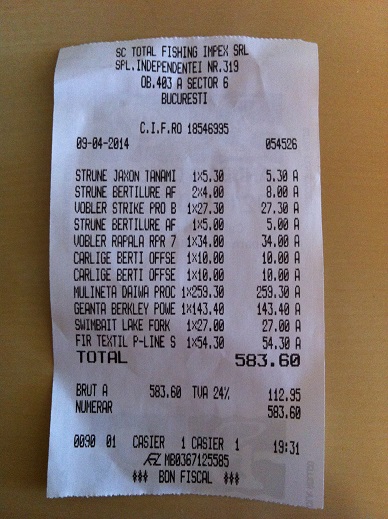 SC TOTAL FISHING IMPEX SRL
SPL.INDEPENDENTEI NR.319
OB.403 A SECTOR 6
BUCURESTI
C.I.F.RO 18546995
09-04-2014 054526
STRUNE JAXON TANAMI 1x5.30 5.30 A
STRUNE BERTILURE AF 2x4.00 8.00 A
VOBLER STRIKE PRO B 1x27.30 27.30 A
STRUNE BERTILURE AF 1x5.00 5.00 A
VOBLER RAPALA RPR 7 1x34.00 34.00 A
CARLIGE BERTI OFFSE 1x10.00 10.00 A
CARLIGE BERTI OFFSE 1x10.00 10.00 A
MULINETA DAIWA PROC 1x259.30 259.30 A
GEANTA BERKLEY POWE 1x143.40 143.40 A
SWIMBAIT LAKE FORK 1x27.00 27.00 A
FIR TEXTIL P-LINE S 1x54.30 54.30 A
TOTAL 583.60
BRUT A 583.60 TVA 24% 112.95
NUMERAR 583.60
0090 01 CASIER 1 CASIER 1 19:31
MB0367125585
*** BON FISCAL ***